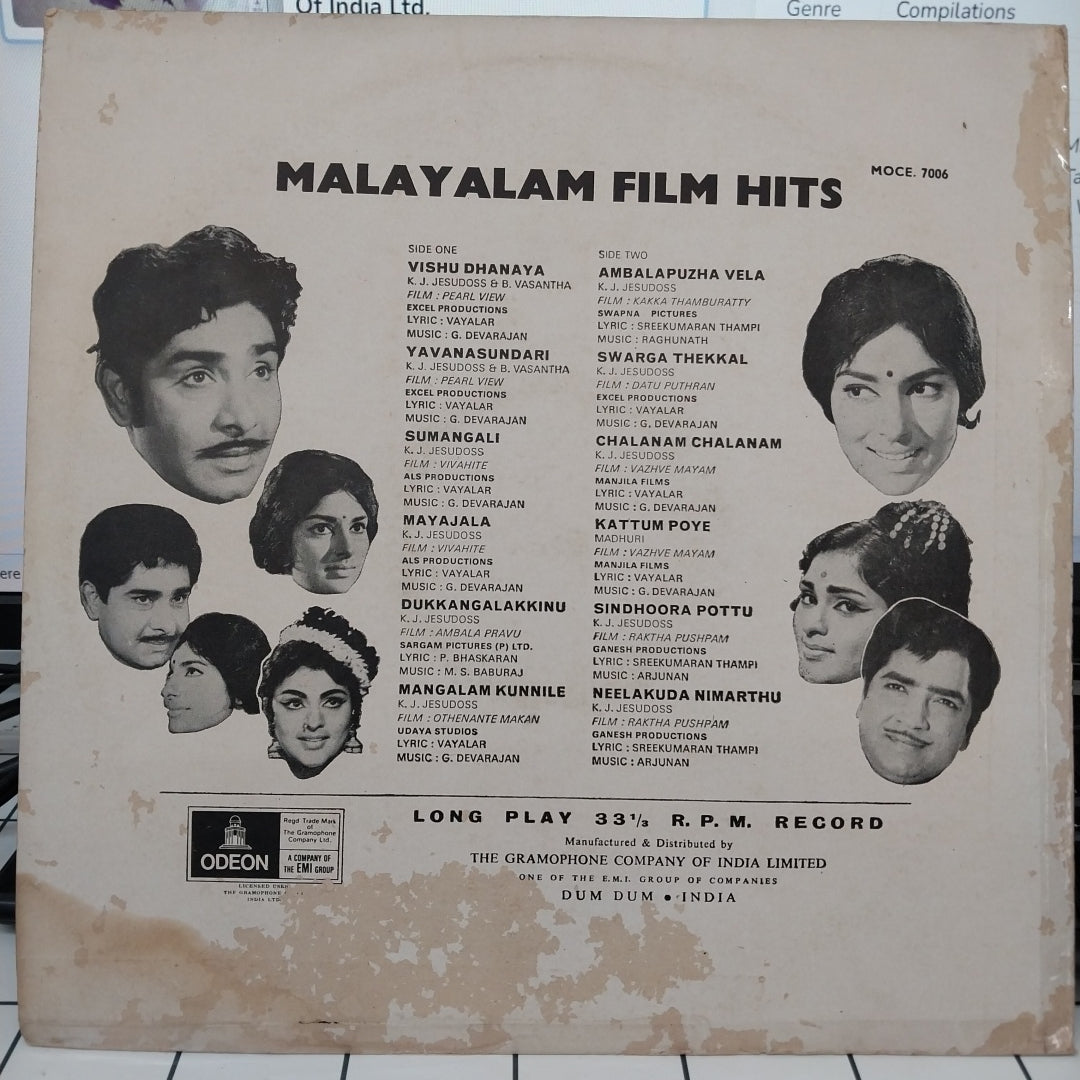 Of India Ltd.
Genre Compilations
MALAYALAM FILM HITS
MOCE. 7006
SIDE ONE
VISHU DHANAYA
K. J. JESUDOSS & B. VASANTHA
FILM : PEARL VIEW
EXCEL PRODUCTIONS
LYRIC : VAYALAR
MUSIC : G. DEVARAJAN
YAVANASUNDARI
K. J. JESUDOSS & B. VASANTHA
FILM : PEARL VIEW
EXCEL PRODUCTIONS
LYRIC : VAYALAR
MUSIC : G. DEVARAJAN
SUMANGALI
K. J. JESUDOSS
FILM : VIVAHITE
ALS PRODUCTIONS
LYRIC : VAYALAR
MUSIC : G. DEVARAJAN
MAYAJALA
K. J. JESUDOSS
FILM : VIVAHITE
ALS PRODUCTIONS
LYRIC : VAYALAR
MUSIC : G. DEVARAJAN
DUKKANGALAKKINU
K. J. JESUDOSS
FILM : AMBALA PRAVU
SARGAM PICTURES (P) LTD.
LYRIC : P. BHASKARAN
MUSIC : M. S. BABURAJ
MANGALAM KUNNILE
K. J. JESUDOSS
FILM : OTHENANTE MAKAN
UDAYA STUDIOS
LYRIC : VAYALAR
MUSIC : G. DEVARAJAN
SIDE TWO
AMBALAPUZHA VELA
K. J. JESUDOSS
FILM : KAKKA THAMBURATTY
SWAPNA PICTURES
LYRIC : SREEKUMARAN THAMPI
MUSIC : RAGHUNATH
SWARGA THEKKAL
K. J. JESUDOSS
FILM : DATU PUTHRAN
EXCEL PRODUCTIONS
LYRIC : VAYALAR
MUSIC : G. DEVARAJAN
CHALANAM CHALANAM
K. J. JESUDOSS
FILM : VAZHVE MAYAM
MANJILA FILMS
LYRIC : VAYALAR
MUSIC : G. DEVARAJAN
KATTUM POYE
MADHURI
FILM : VAZHVE MAYAM
MANJILA FILMS
LYRIC : VAYALAR
MUSIC : G. DEVARAJAN
SINDHOORA POTTU
K. J. JESUDOSS
FILM : RAKTHA PUSHPAM
GANESH PRODUCTIONS
LYRIC : SREEKUMARAN THAMPI
MUSIC : ARJUNAN
NEELAKUDA NIMARTHU
K. J. JESUDOSS
FILM : RAKTHA PUSHPAM
GANESH PRODUCTIONS
LYRIC : SREEKUMARAN THAMPI
MUSIC : ARJUNAN
ODEON
Regd Trade Mark
of
The Gramophone
Company Ltd.
A COMPANY OF
THE EMI GROUP
LICENSED USER
THE GRAMOPHONE
INDIA LTD.
LONG PLAY 33 1/3 R. P. M. RECORD
Manufactured & Distributed by
THE GRAMOPHONE COMPANY OF INDIA LIMITED
ONE OF THE E.M.I. GROUP OF COMPANIES
DUM DUM ● INDIA